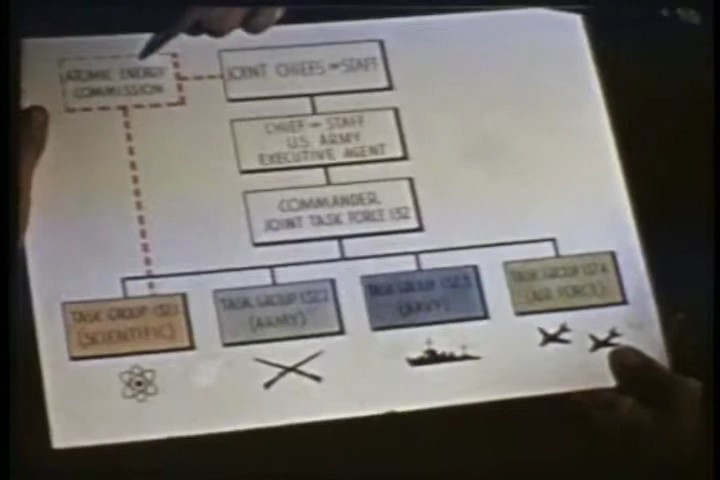 ATOMIC ENERGY
COMMISSION
JOINT CHIEFS OF STAFF
CHIEF OF STAFF
U.S. ARMY
EXECUTIVE AGENT
COMMANDER,
JOINT TASK FORCE 132
TASK GROUP 132.1
(SCIENTIFIC)
TASK GROUP 132.2
(ARMY)
TASK GROUP 132.3
(NAVY)
TASK GROUP 132.4
(AIR FORCE)